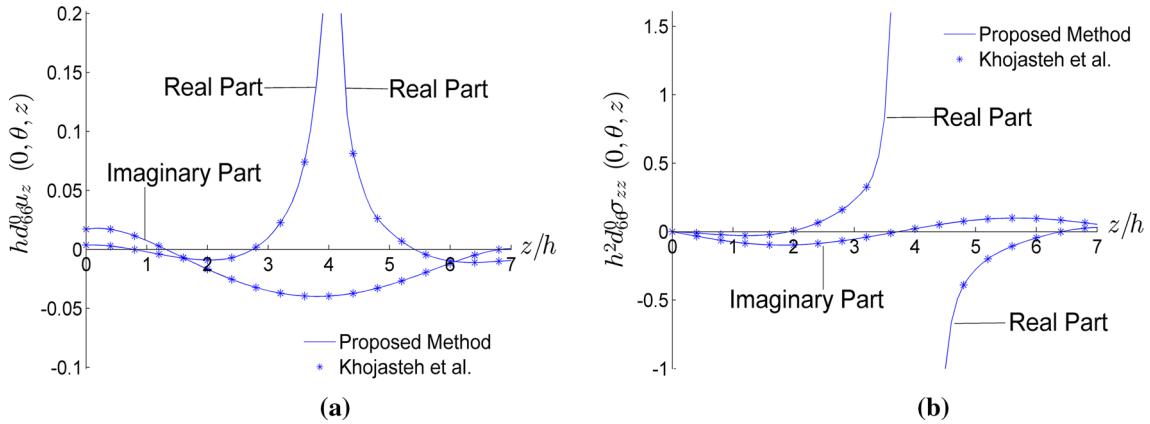 0.2
0.15
0.1
0.05
0
-0.05
-0.1
0 1 2 3 4 5 6 7
z/h
hd⁰₆₆u_z (0, θ, z)
Real Part
Real Part
Imaginary Part
Proposed Method
Khojasteh et al.
(a)
1.5
1
0.5
0
-0.5
-1
0 1 2 3 4 5 6 7
z/h
h²d⁰₆₆σ_zz (0, θ, z)
Proposed Method
Khojasteh et al.
Real Part
Imaginary Part
Real Part
(b)